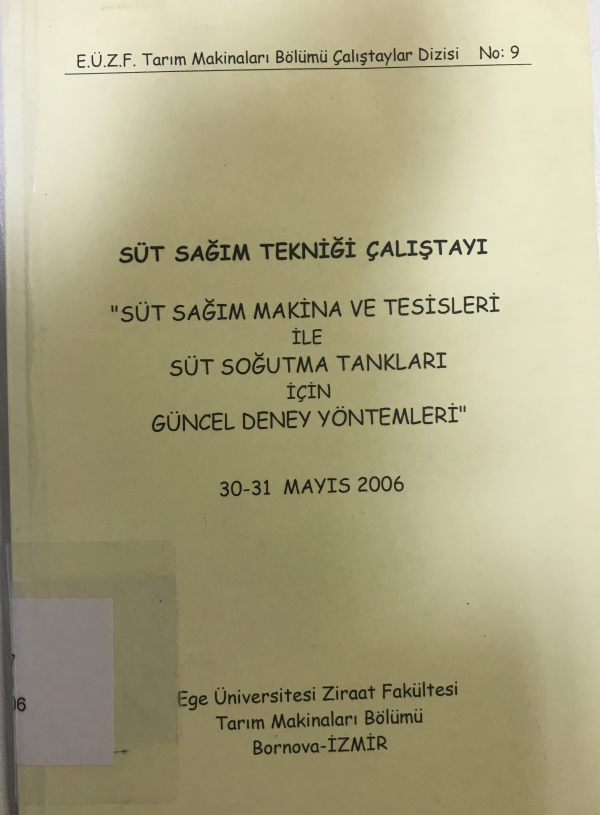 E.Ü.Z.F. Tarım Makinaları Bölümü Çalıştaylar Dizisi No: 9
SÜT SAĞIM TEKNİĞİ ÇALIŞTAYI
"SÜT SAĞIM MAKİNA VE TESİSLERİ
İLE
SÜT SOĞUTMA TANKLARI
İÇİN
GÜNCEL DENEY YÖNTEMLERİ"
30-31 MAYIS 2006
Ege Üniversitesi Ziraat Fakültesi
Tarım Makinaları Bölümü
Bornova-İZMİR
06